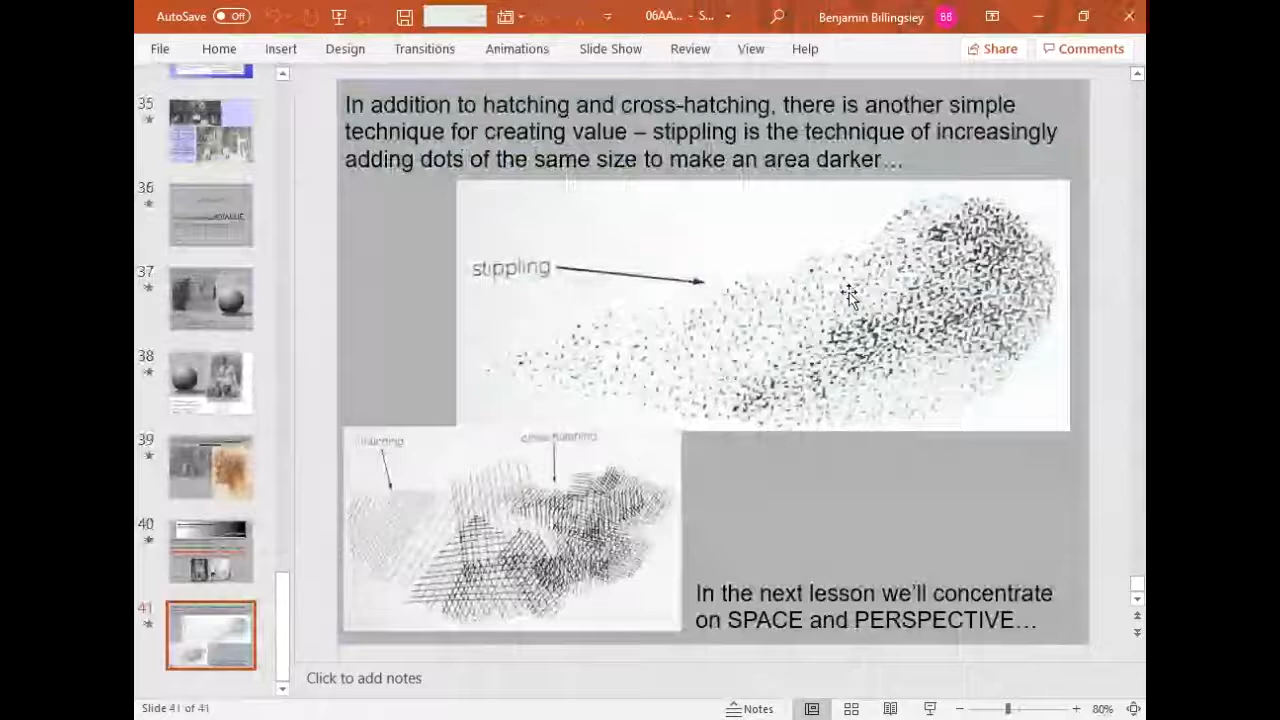 AutoSave Off 06AA... - S... Benjamin Billingsley BB
File Home Insert Design Transitions Animations Slide Show Review View Help Share Comments
35
36
37
38
39
40
41
In addition to hatching and cross-hatching, there is another simple
technique for creating value – stippling is the technique of increasingly
adding dots of the same size to make an area darker…
stippling
hatching
cross hatching
In the next lesson we'll concentrate
on SPACE and PERSPECTIVE…
Click to add notes
Slide 41 of 41 Notes 80%